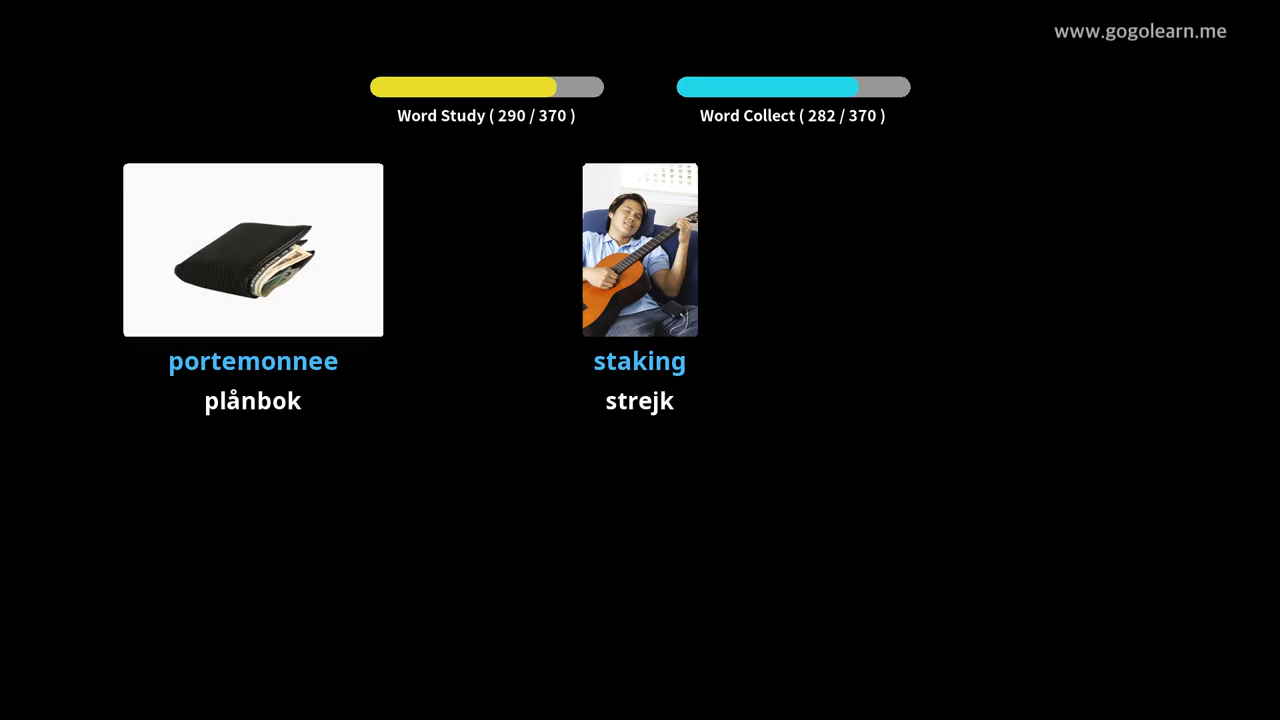 www.gogolearn.me
Word Study ( 290 / 370 )
Word Collect ( 282 / 370 )
portemonnee
plånbok
staking
strejk